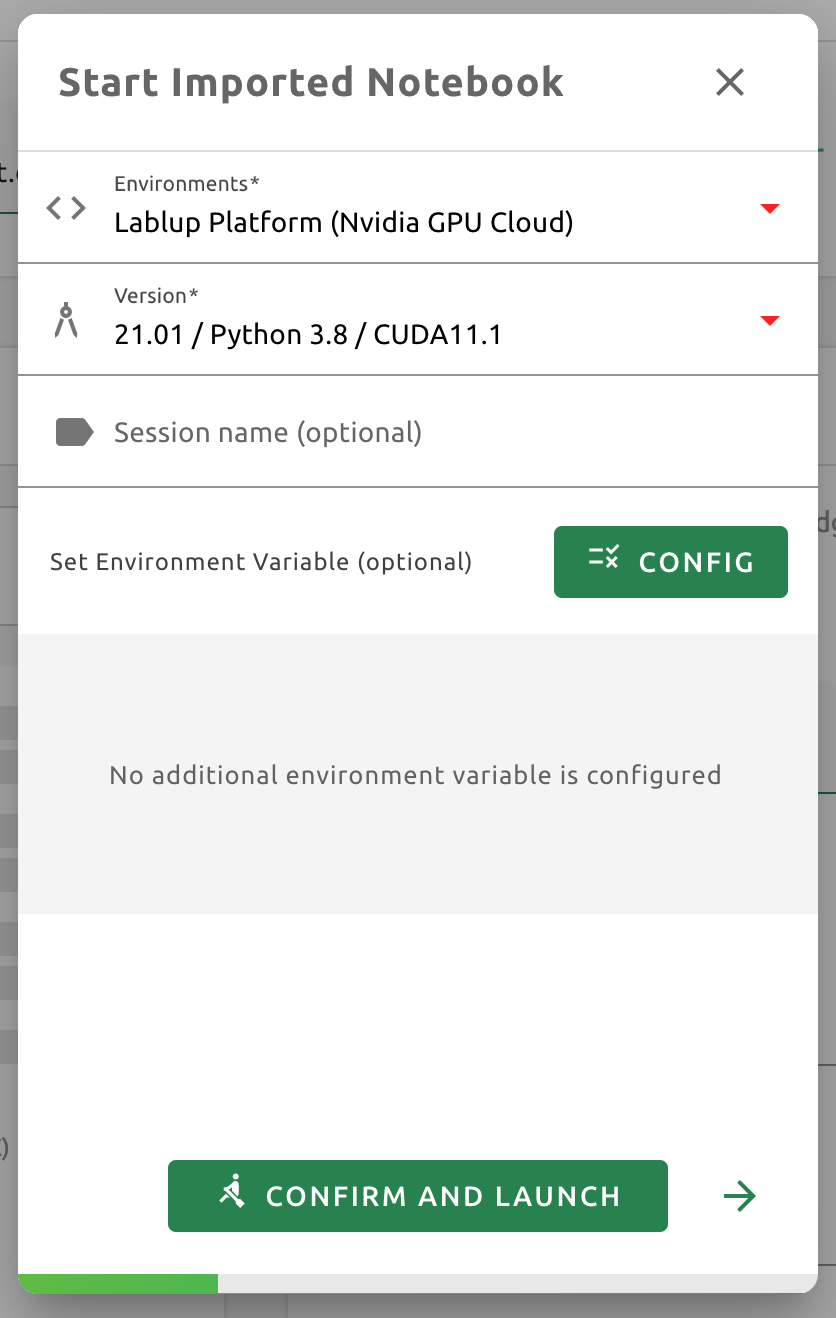 Start Imported Notebook
Environments*
Lablup Platform (Nvidia GPU Cloud)
Version*
21.01 / Python 3.8 / CUDA11.1
Session name (optional)
Set Environment Variable (optional)
CONFIG
No additional environment variable is configured
CONFIRM AND LAUNCH